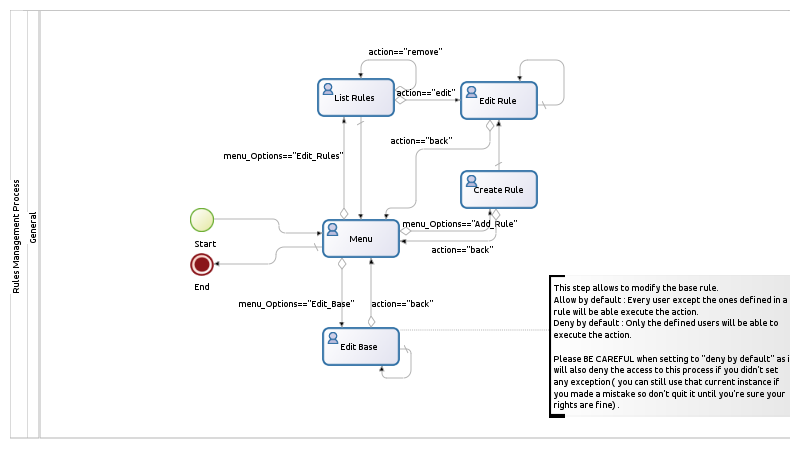 Rules Management Process
General
action=="remove"
List Rules
action=="edit"
Edit Rule
action=="back"
menu_Options=="Edit_Rules"
Create Rule
Start
menu_Options=="Add_Rule"
Menu
action=="back"
End
menu_Options=="Edit_Base"
action=="back"
Edit Base
This step allows to modify the base rule.
Allow by default : Every user except the ones defined in a
rule will be able execute the action.
Deny by default : Only the defined users will be able to
execute the action.
Please BE CAREFUL when setting to "deny by default" as i
will also deny the access to this process if you didn't set
any exception( you can still use that current instance if
you made a mistake so don't quit it until you're sure your
rights are fine) .